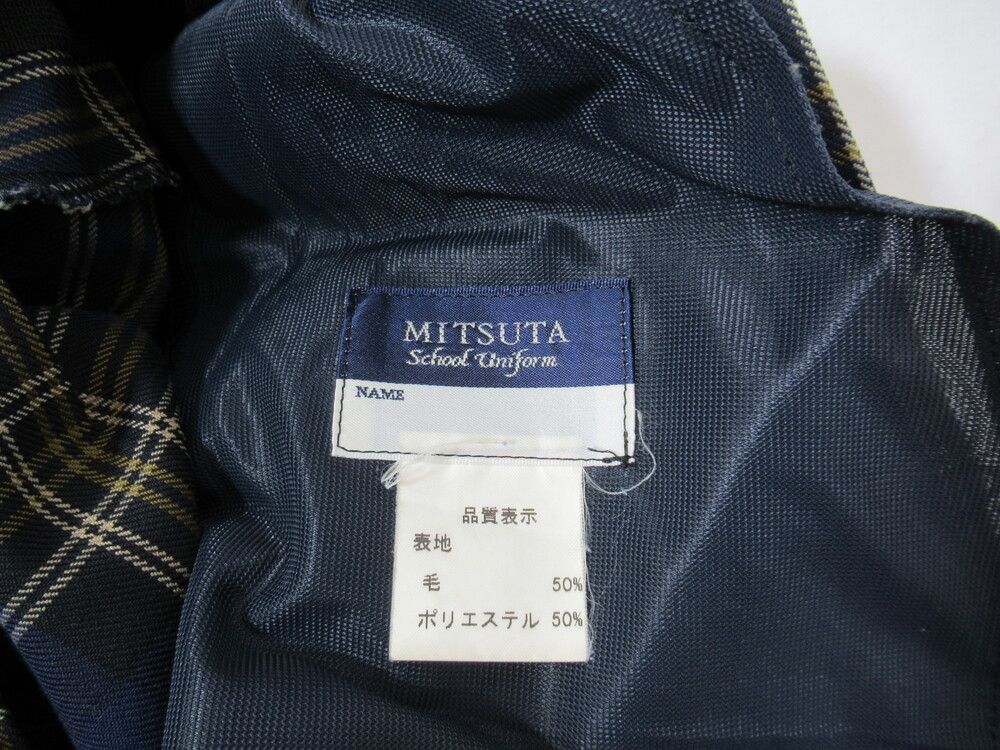 MITSUTA
School Uniform
NAME
品質表示
表地
毛 50%
ポリエステル 50%